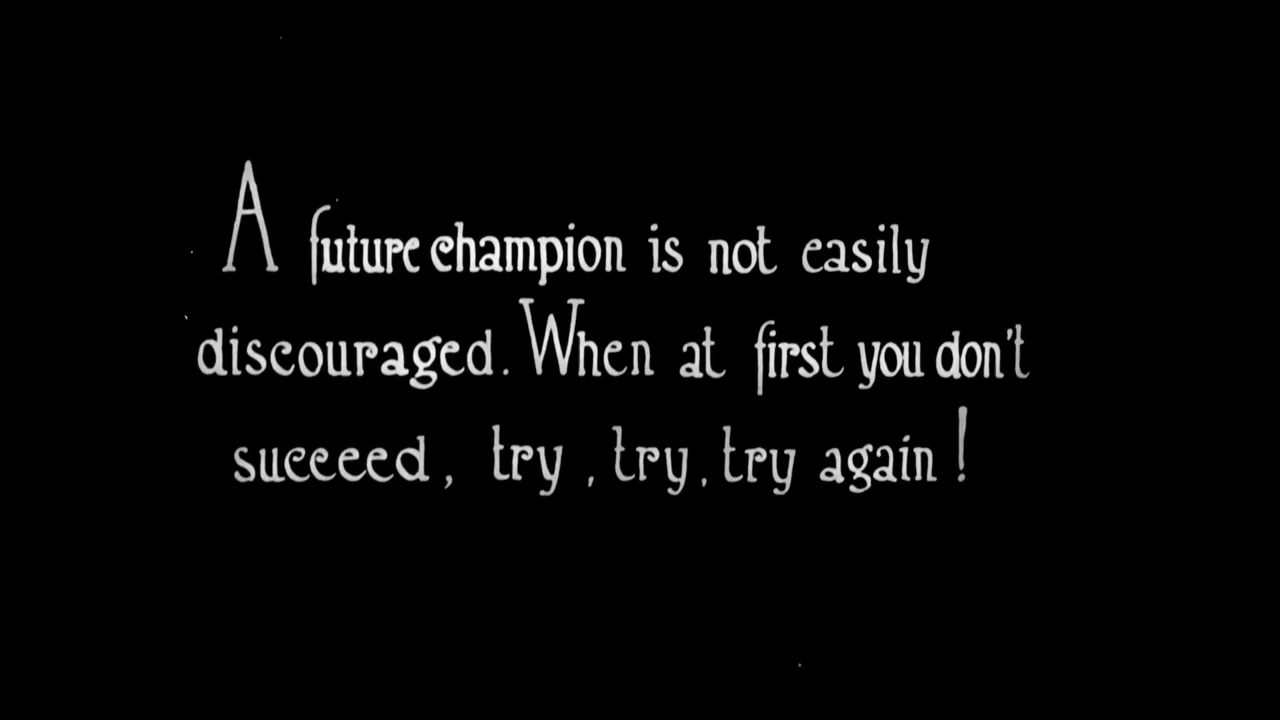 A future champion is not easily
discouraged. When at first you don't
succeed, try, try, try again!